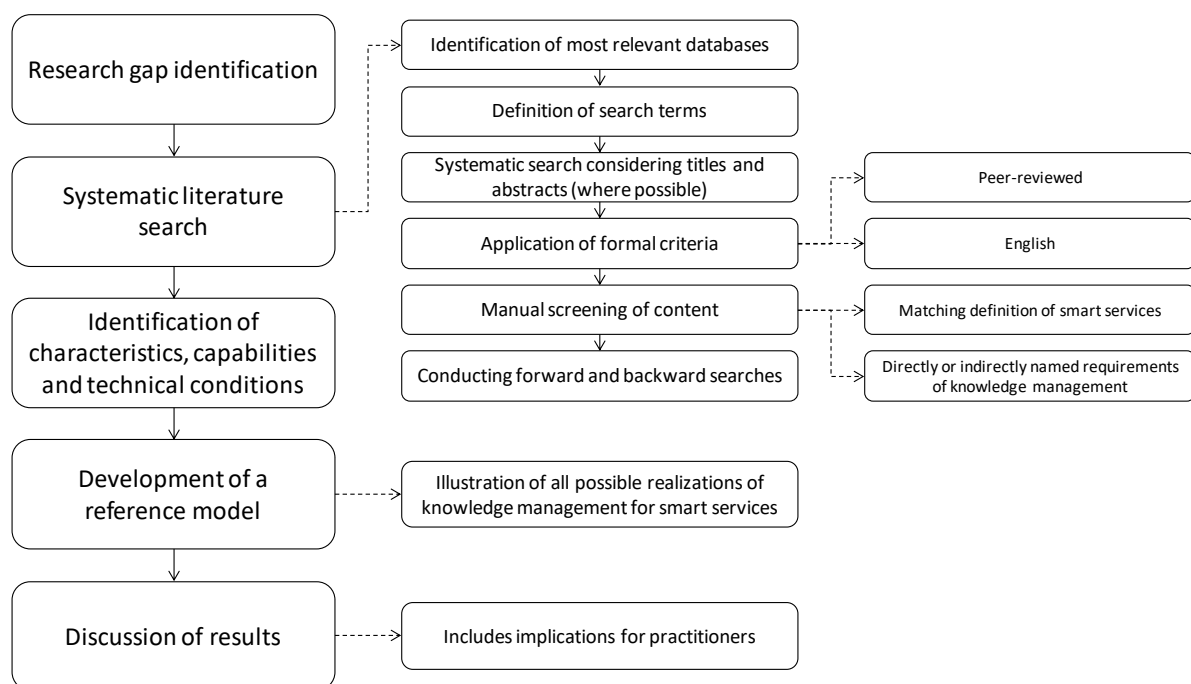 Research gap identification
Systematic literature
search
Identification of
characteristics, capabilities
and technical conditions
Development of a
reference model
Discussion of results
Identification of most relevant databases
Definition of search terms
Systematic search considering titles and
abstracts (where possible)
Application of formal criteria
Manual screening of content
Conducting forward and backward searches
Illustration of all possible realizations of
knowledge management for smart services
Includes implications for practitioners
Peer-reviewed
English
Matching definition of smart services
Directly or indirectly named requirements
of knowledge management